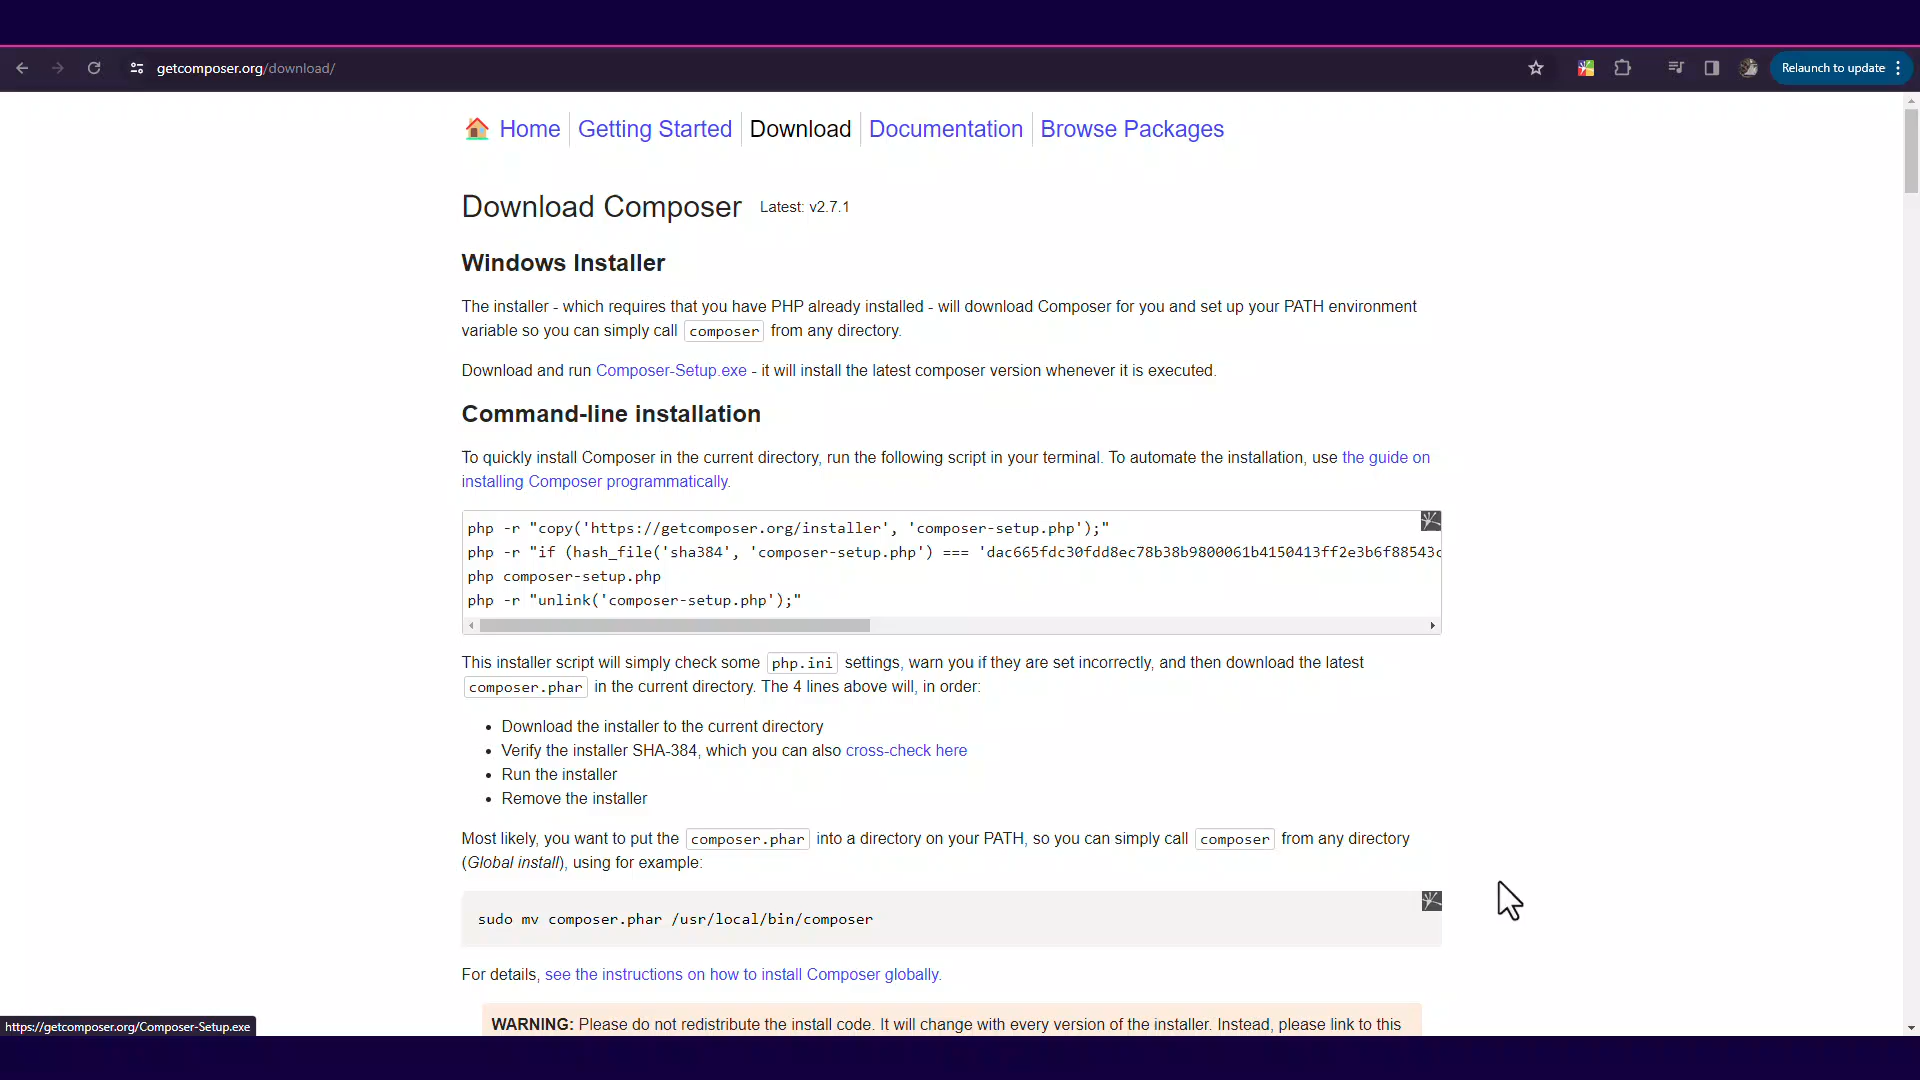 getcomposer.org/download/
Relaunch to update
Home
Getting Started
Download
Documentation
Browse Packages
Download Composer Latest: v2.7.1
Windows Installer
The installer - which requires that you have PHP already installed - will download Composer for you and set up your PATH environment
variable so you can simply call composer from any directory.
Download and run Composer-Setup.exe - it will install the latest composer version whenever it is executed.
Command-line installation
To quickly install Composer in the current directory, run the following script in your terminal. To automate the installation, use the guide on
installing Composer programmatically.
php -r "copy('https://getcomposer.org/installer', 'composer-setup.php');"
php -r "if (hash_file('sha384', 'composer-setup.php') === 'dac665fdc30fdd8ec78b38b9800061b4150413ff2e3b6f88543c
php composer-setup.php
php -r "unlink('composer-setup.php');"
This installer script will simply check some php.ini settings, warn you if they are set incorrectly, and then download the latest
composer.phar in the current directory. The 4 lines above will, in order:
• Download the installer to the current directory
• Verify the installer SHA-384, which you can also cross-check here
• Run the installer
• Remove the installer
Most likely, you want to put the composer.phar into a directory on your PATH, so you can simply call composer from any directory
(Global install), using for example:
sudo mv composer.phar /usr/local/bin/composer
For details, see the instructions on how to install Composer globally.
WARNING: Please do not redistribute the install code. It will change with every version of the installer. Instead, please link to this
https://getcomposer.org/Composer-Setup.exe